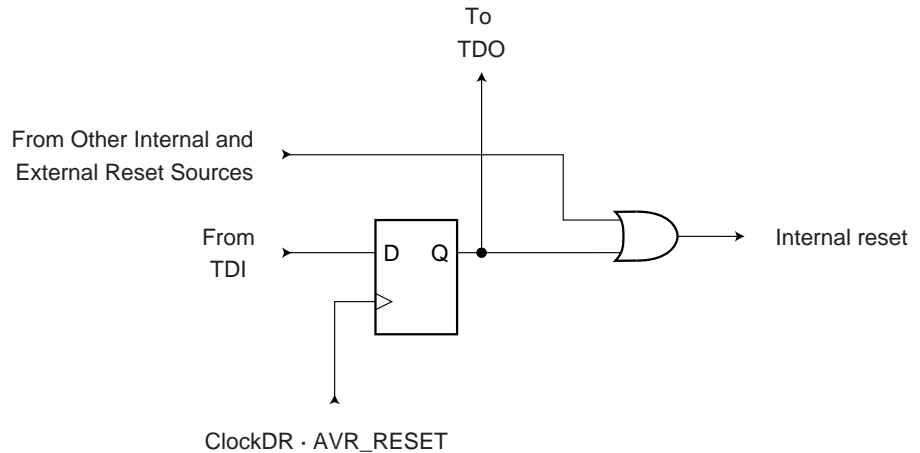 To
TDO
From Other Internal and
External Reset Sources
From
TDI
D
Q
Internal reset
ClockDR · AVR_RESET